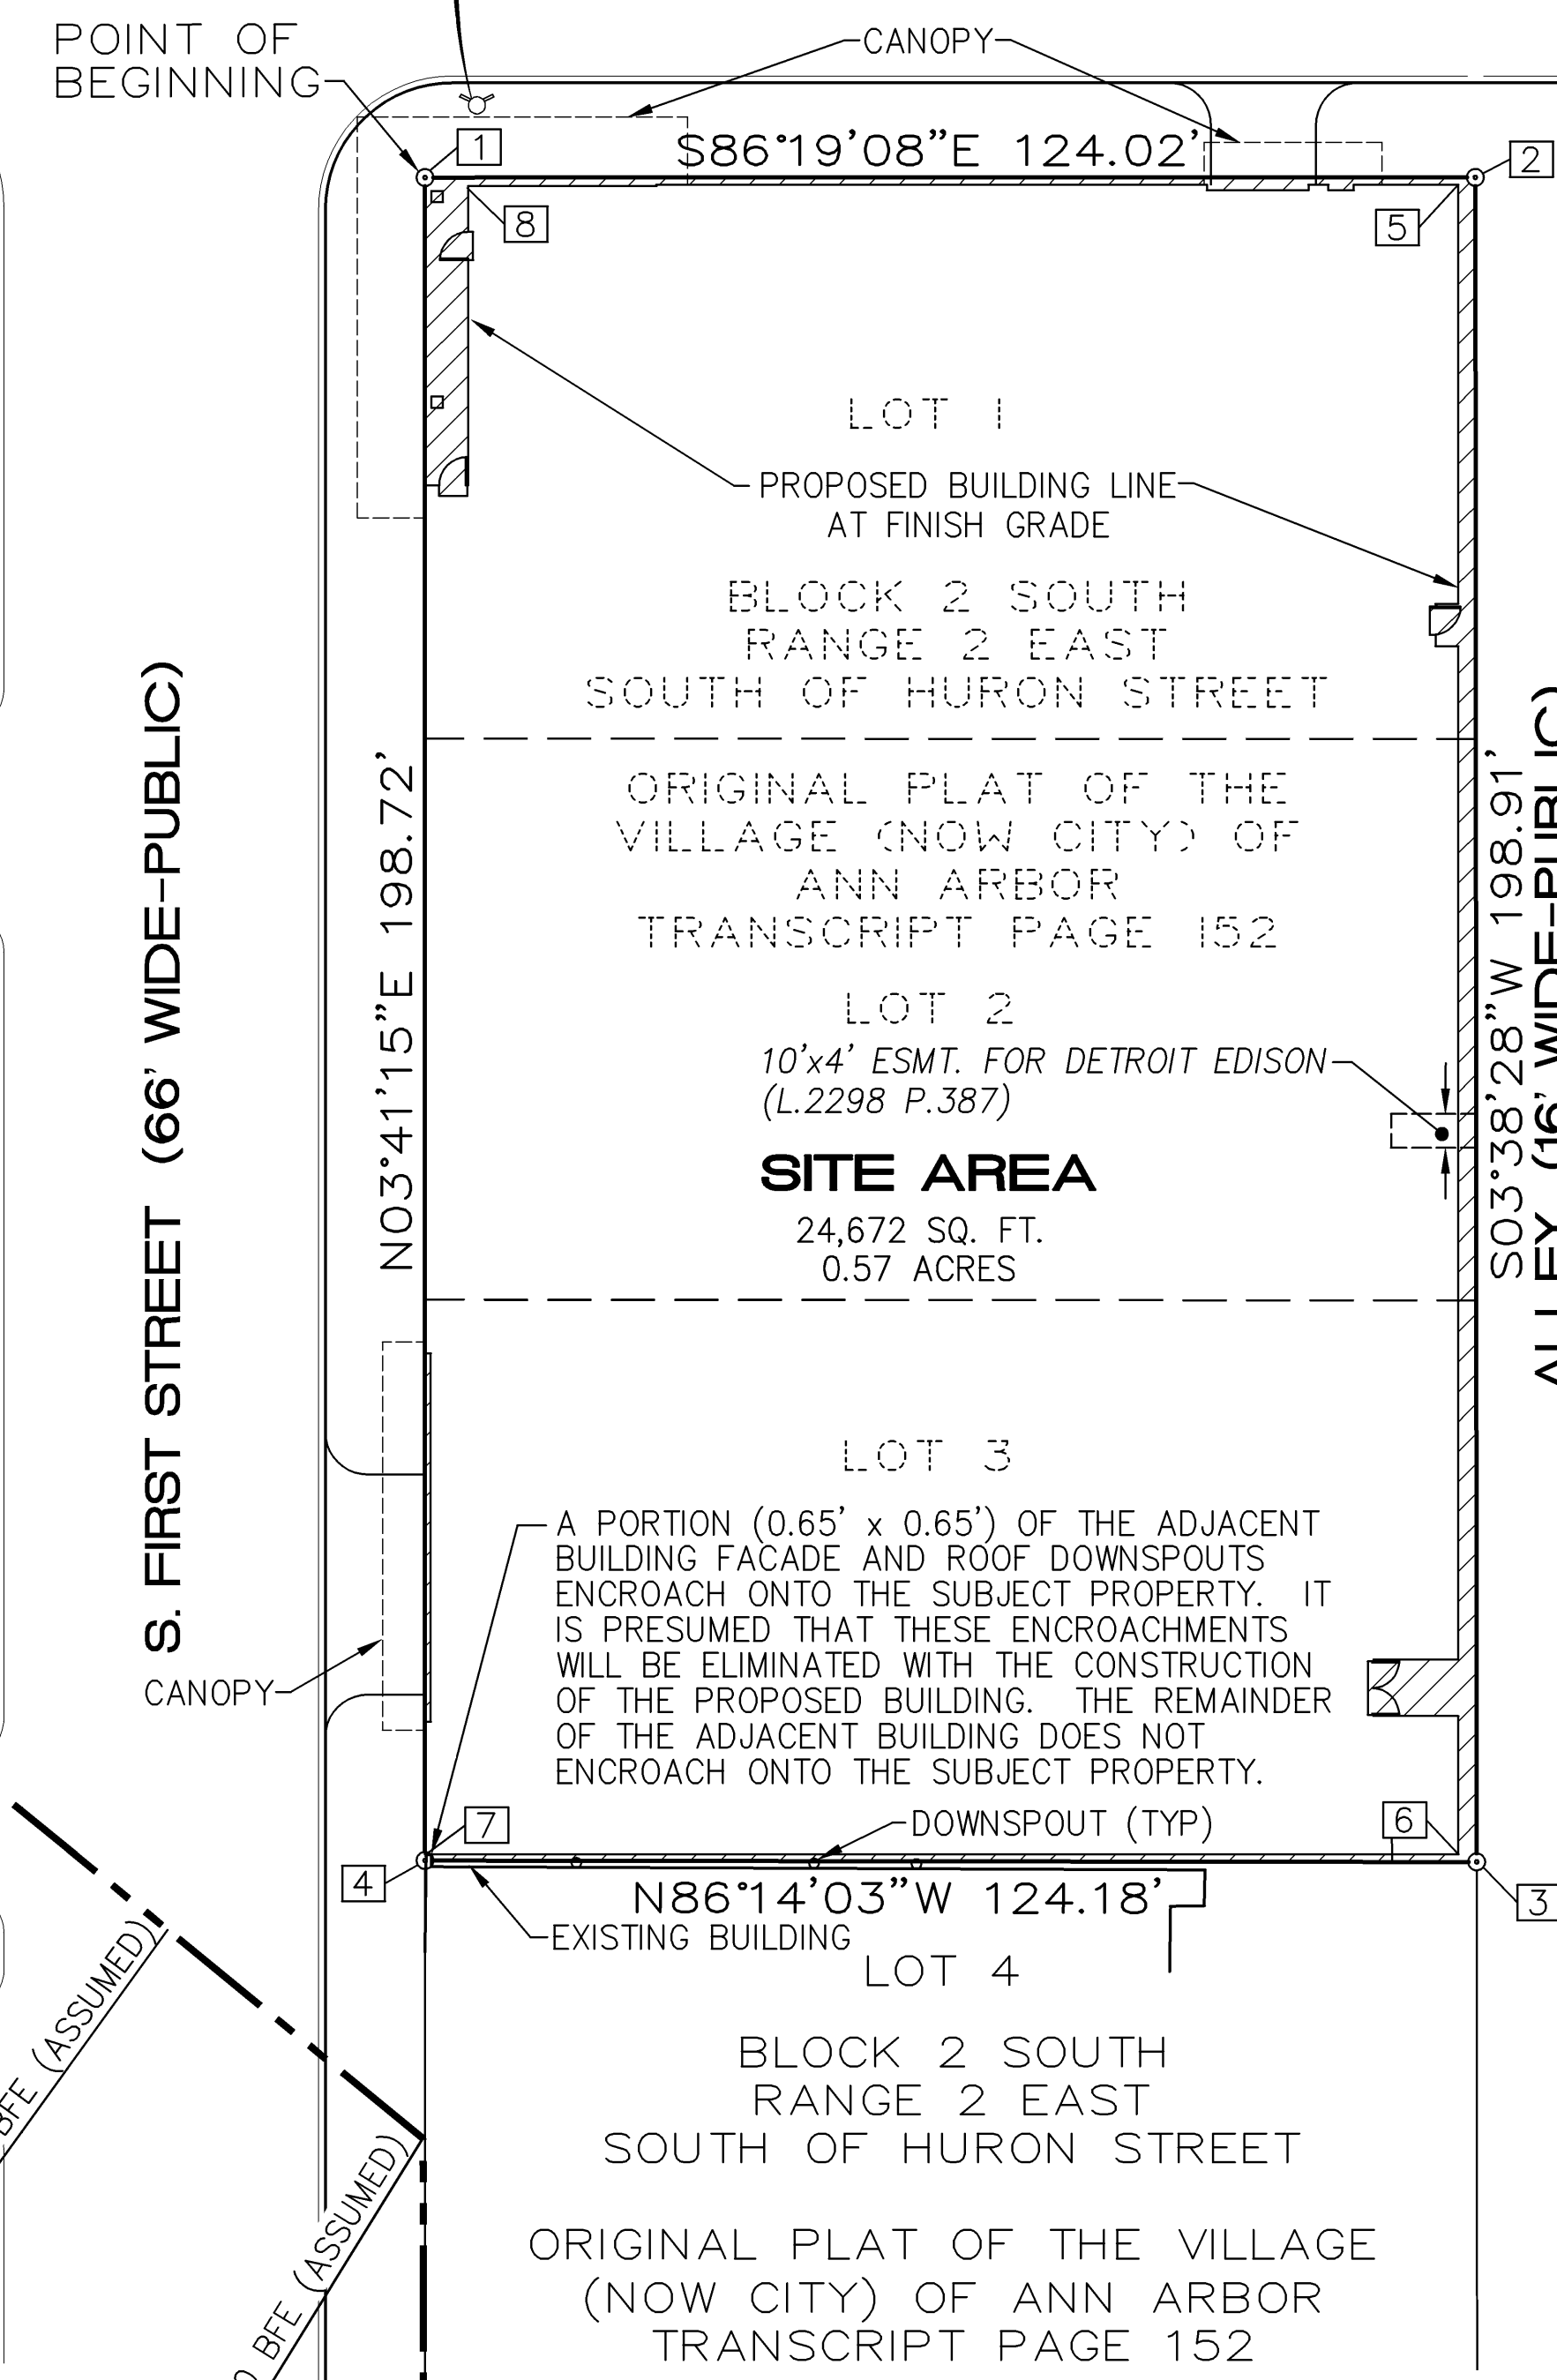 POINT OF
BEGINNING
CANOPY
1
S86°19'08"E 124.02'
2
8
5
LOT 1
PROPOSED BUILDING LINE
AT FINISH GRADE
BLOCK 2 SOUTH
RANGE 2 EAST
SOUTH OF HURON STREET
ORIGINAL PLAT OF THE
VILLAGE (NOW CITY) OF
ANN ARBOR
TRANSCRIPT PAGE 152
S. FIRST STREET (66' WIDE-PUBLIC)
N03°41'15"E 198.72'
S03°38'28"W 198.91'
ALLEY (16' WIDE-PUBLIC)
LOT 2
10'x4' ESMT. FOR DETROIT EDISON
(L.2298 P.387)
SITE AREA
24,672 SQ. FT.
0.57 ACRES
LOT 3
A PORTION (0.65' x 0.65') OF THE ADJACENT
BUILDING FACADE AND ROOF DOWNSPOUTS
ENCROACH ONTO THE SUBJECT PROPERTY. IT
IS PRESUMED THAT THESE ENCROACHMENTS
WILL BE ELIMINATED WITH THE CONSTRUCTION
OF THE PROPOSED BUILDING. THE REMAINDER
OF THE ADJACENT BUILDING DOES NOT
ENCROACH ONTO THE SUBJECT PROPERTY.
CANOPY
7
DOWNSPOUT (TYP)
6
4
N86°14'03"W 124.18'
3
EXISTING BUILDING
LOT 4
BFE (ASSUMED)
BLOCK 2 SOUTH
RANGE 2 EAST
SOUTH OF HURON STREET
BFE (ASSUMED)
ORIGINAL PLAT OF THE VILLAGE
(NOW CITY) OF ANN ARBOR
TRANSCRIPT PAGE 152